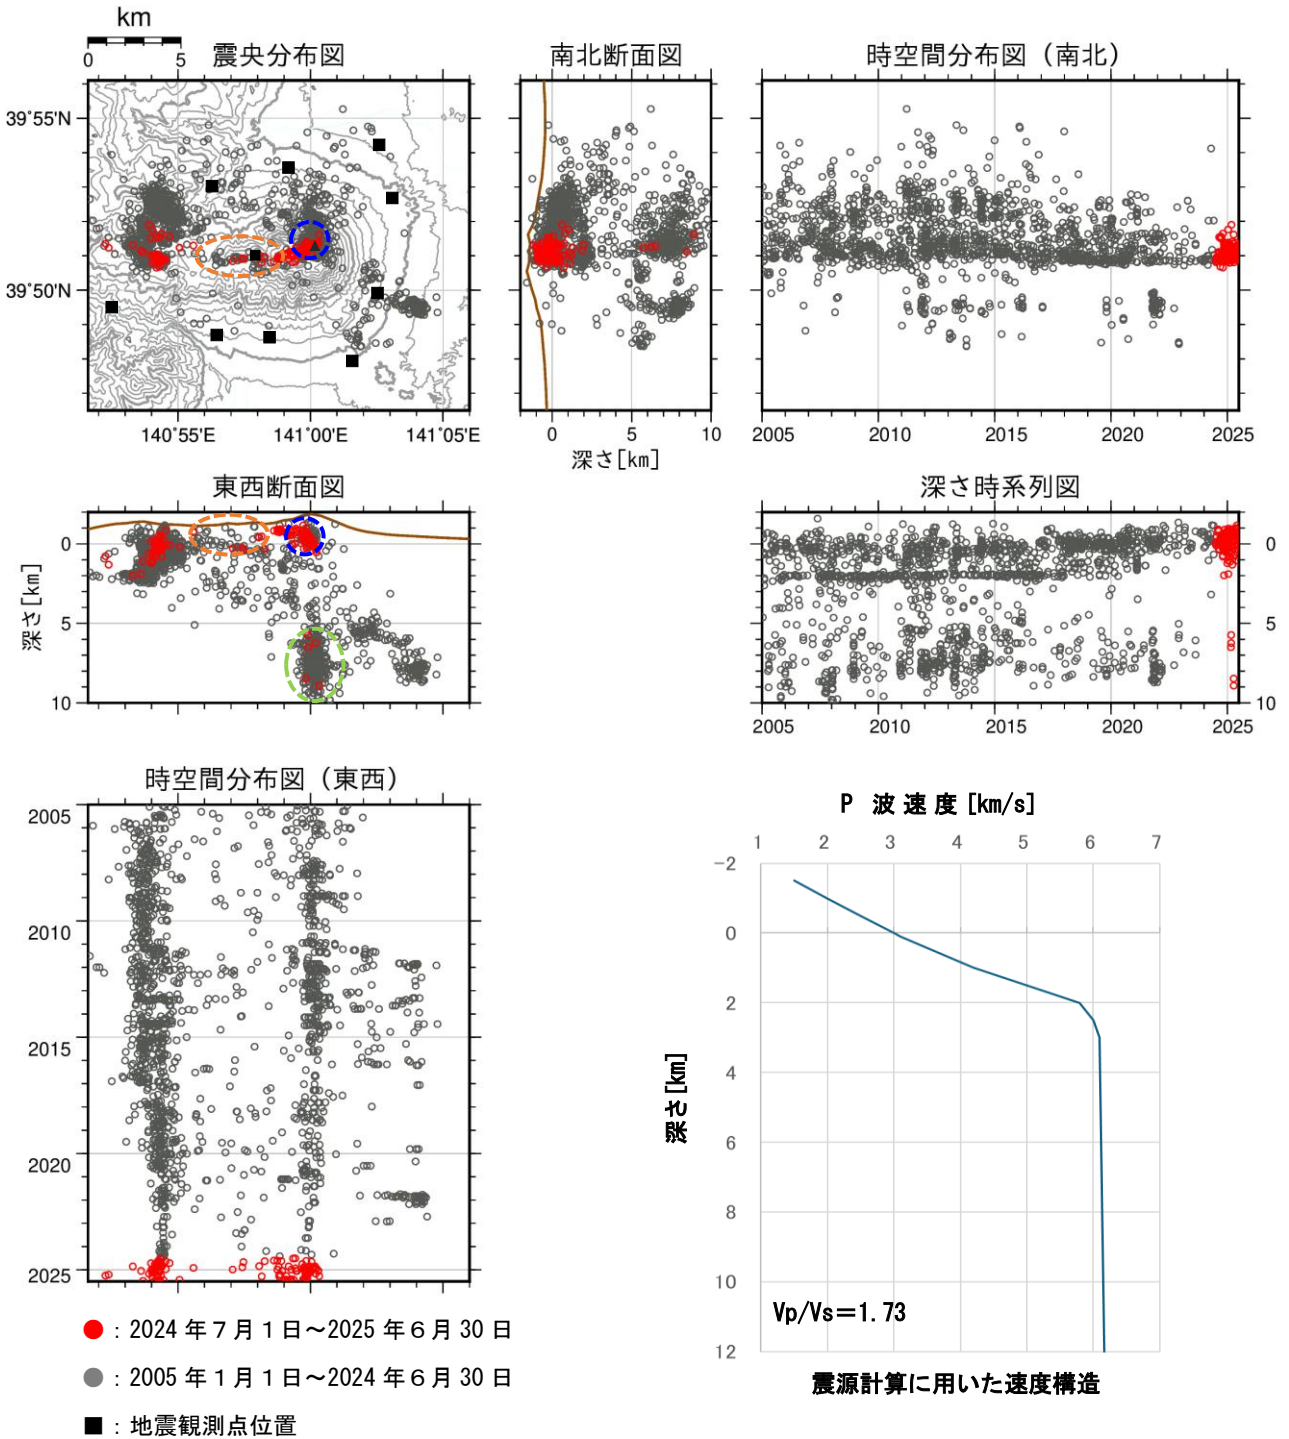 km
0 5
震央分布図
39°55'N
39°50'N
140°55'E 141°00'E 141°05'E
南北断面図
0 5 10
深さ[km]
時空間分布図（南北）
2005 2010 2015 2020 2025
東西断面図
深さ[km]
0
5
10
深さ時系列図
0
5
10
2005 2010 2015 2020 2025
時空間分布図（東西）
2005
2010
2015
2020
2025
P 波速度[km/s]
1 2 3 4 5 6 7
深さ[km]
-2
0
2
4
6
8
10
12
Vp/Vs＝1.73
震源計算に用いた速度構造
●：2024年７月１日～2025年６月30日
●：2005年１月１日～2024年６月30日
■：地震観測点位置